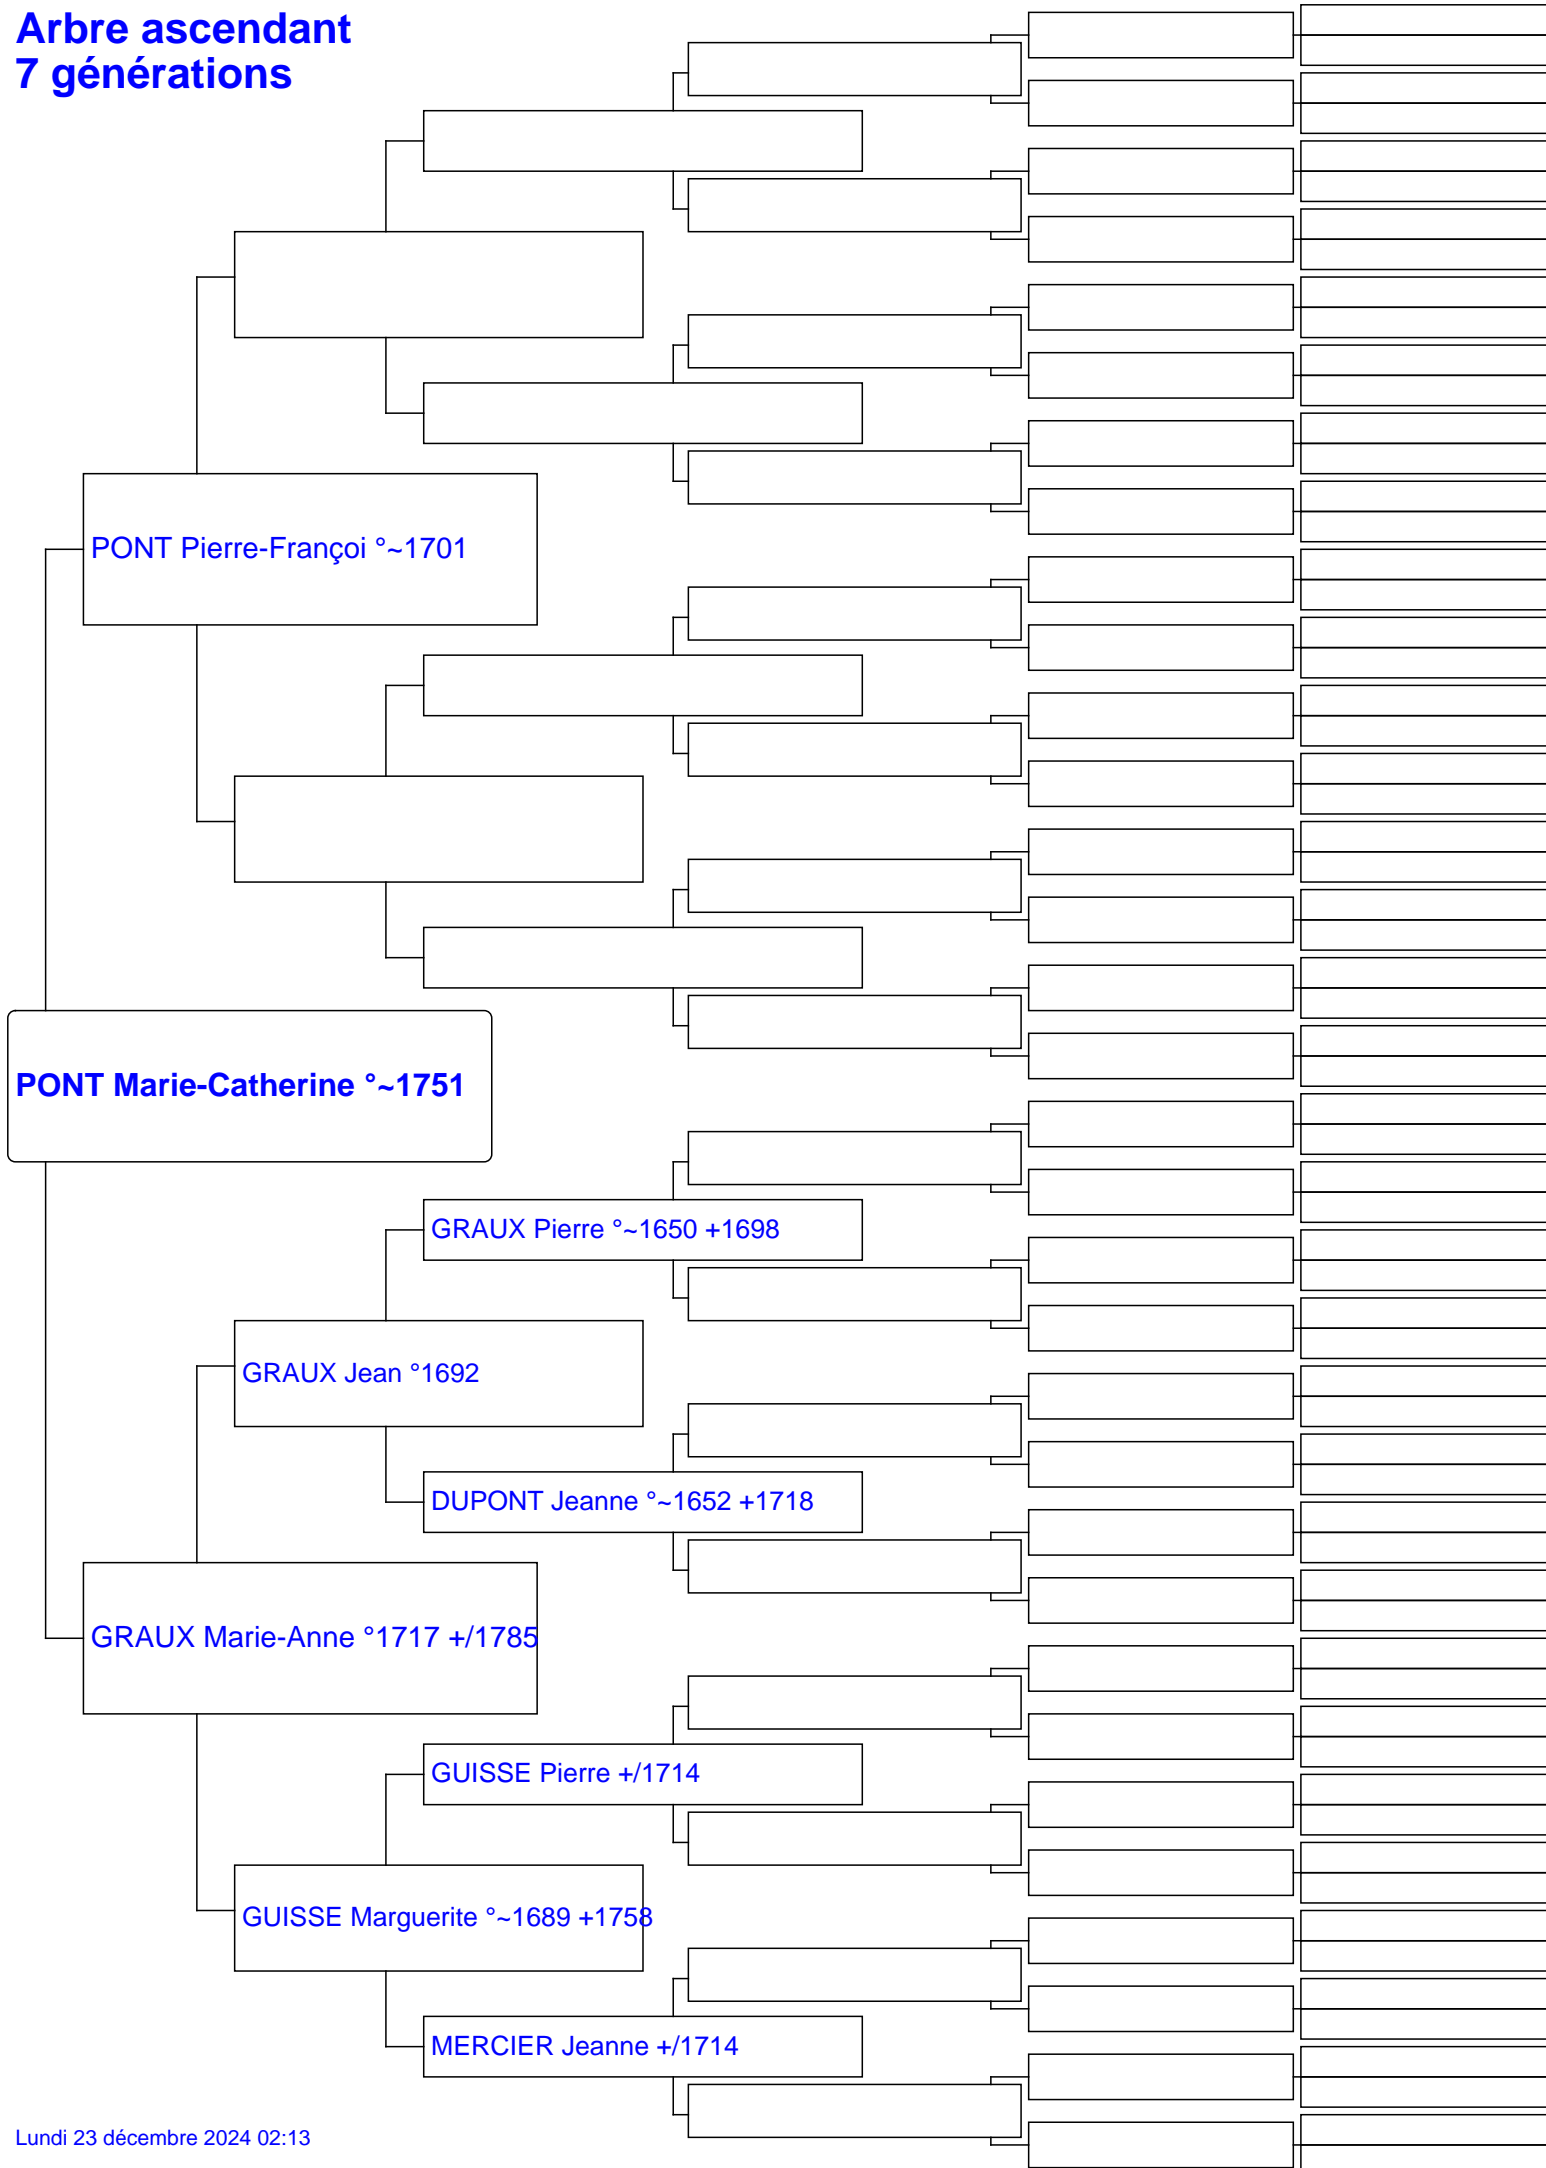 Arbre ascendant
7 générations
PONT Pierre-Françoi °~1701
PONT Marie-Catherine °~1751
GRAUX Pierre °~1650 +1698
GRAUX Jean °1692
DUPONT Jeanne °~1652 +1718
GRAUX Marie-Anne °1717 +/1785
GUISSE Pierre +/1714
GUISSE Marguerite °~1689 +1758
MERCIER Jeanne +/1714
Lundi 23 décembre 2024 02:13